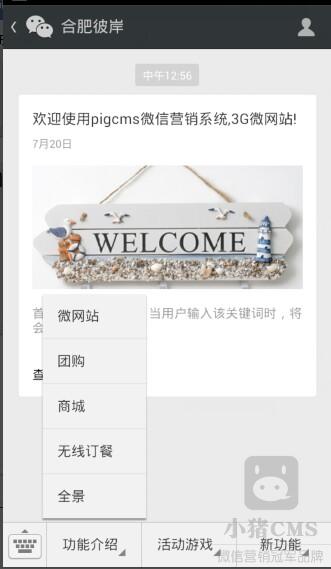 合肥彼岸
中午12:56
欢迎使用pigcms微信营销系统,3G微网站!
7月20日
WELCOME
首 当用户输入该关键词时，将
会
查
微网站
团购
商城
无线订餐
全景
小猪CMS
微信营销冠军品牌
功能介绍
活动游戏
新功能